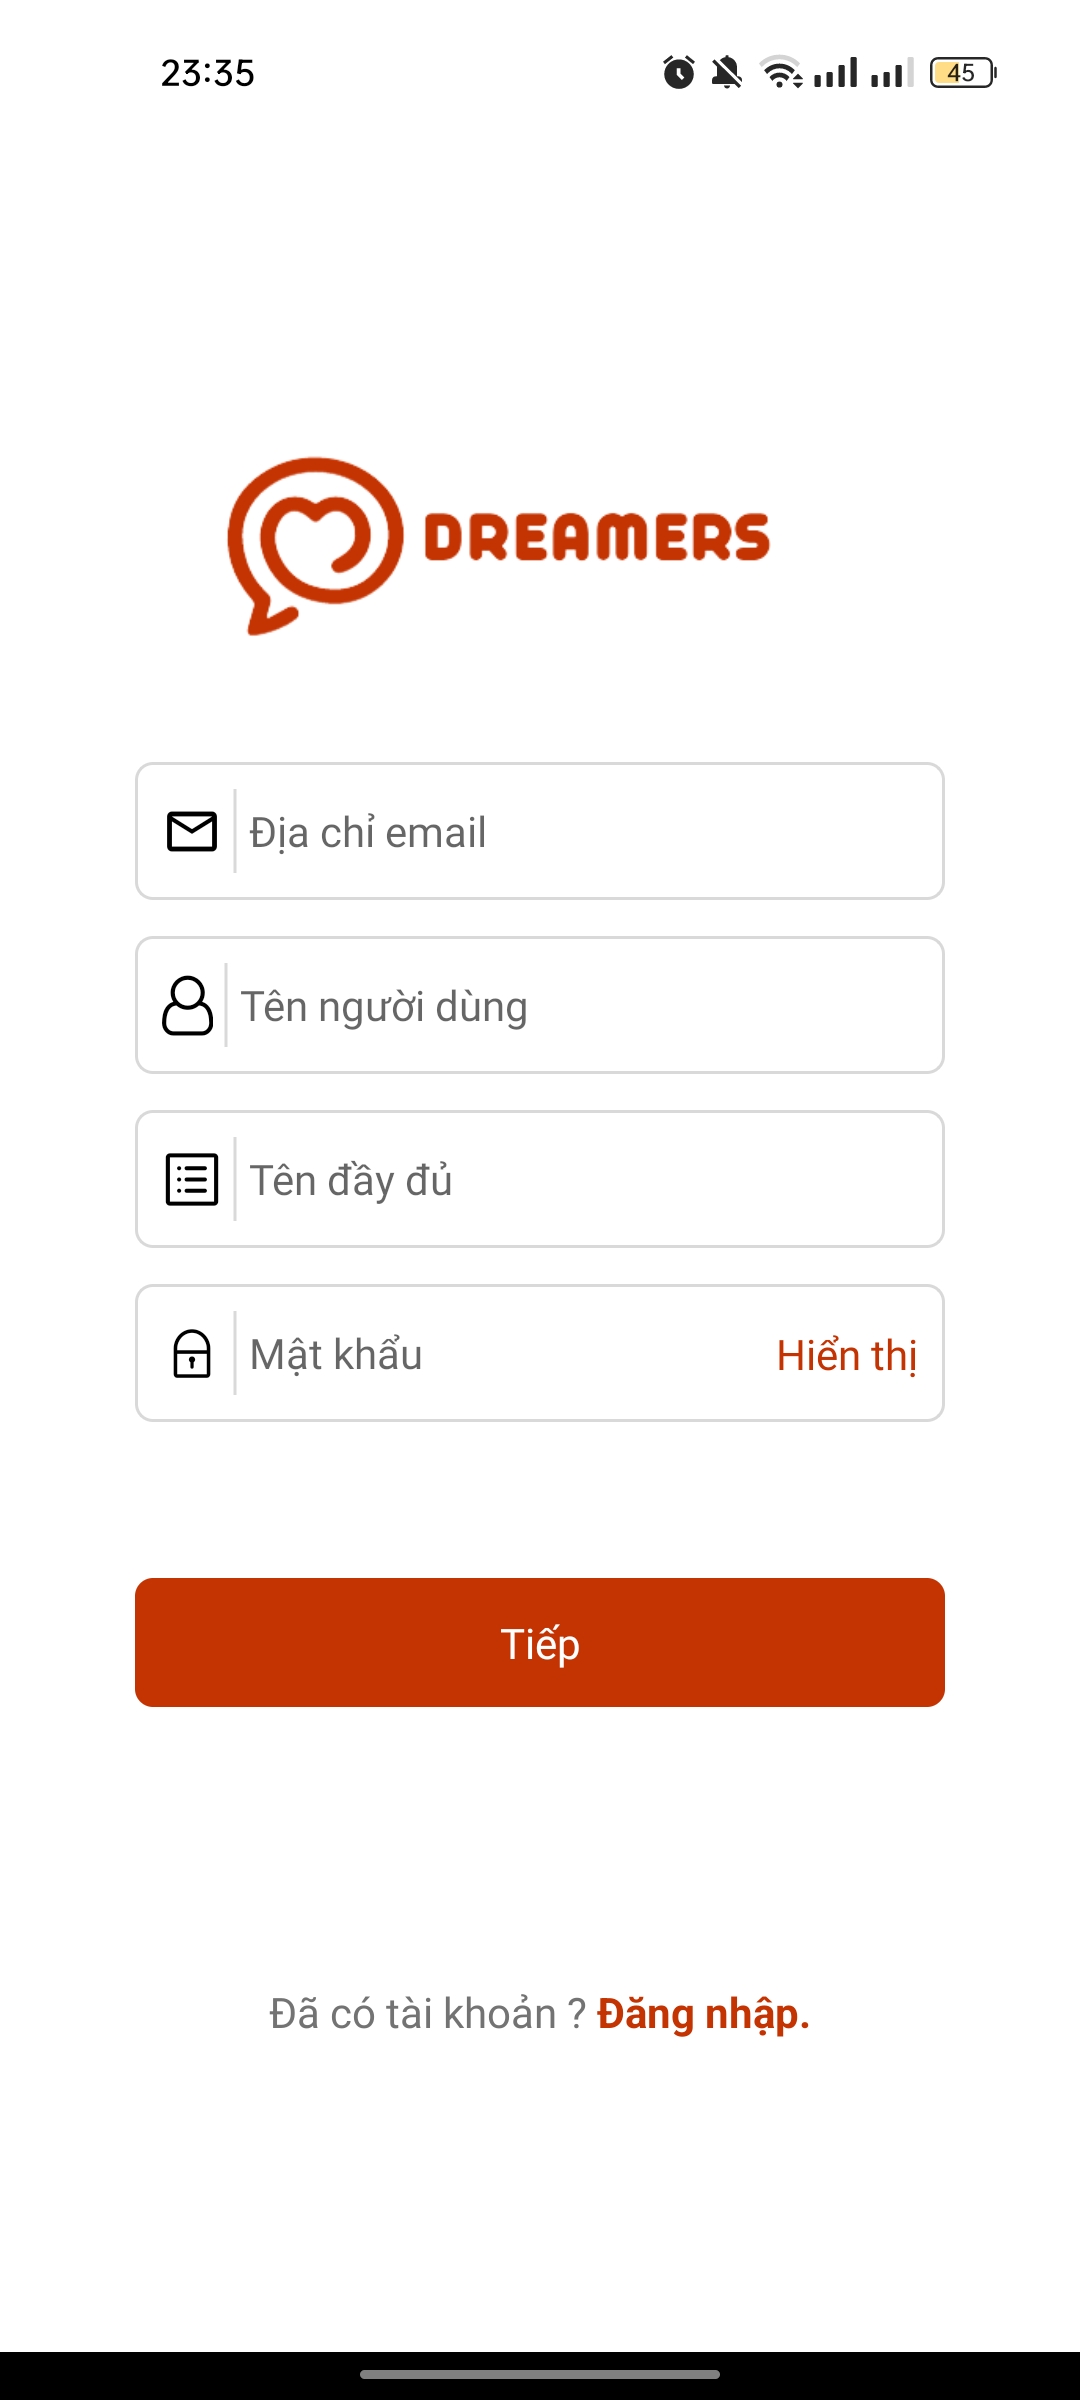 23:35
45
DREAMERS
Địa chỉ email
Tên người dùng
Tên đầy đủ
Mật khẩu Hiển thị
Tiếp
Đã có tài khoản ? Đăng nhập.